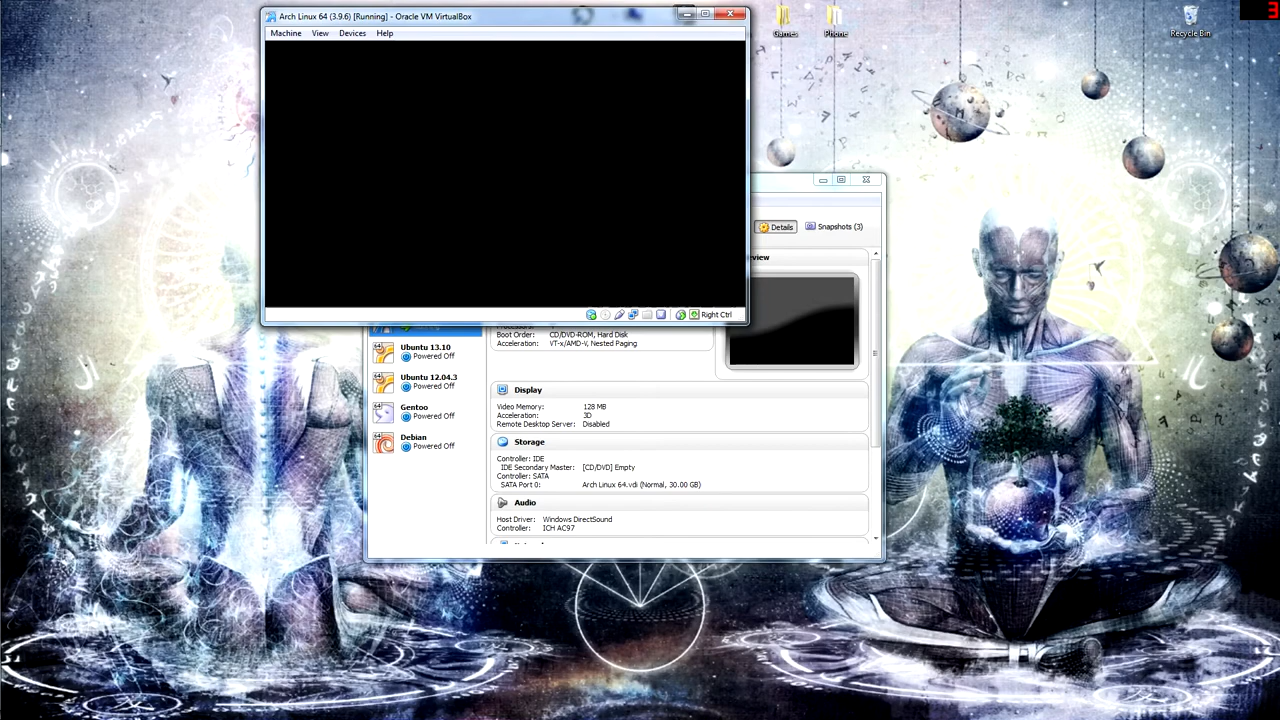 Arch Linux 64 (3.9.6) [Running] - Oracle VM VirtualBox
Machine View Devices Help
Right Ctrl
Games
Phone
Recycle Bin
3
Details
Snapshots (3)
Ubuntu 13.10
Powered Off
Ubuntu 12.04.3
Powered Off
Gentoo
Powered Off
Debian
Powered Off
Boot Order: CD/DVD-ROM, Hard Disk
Acceleration: VT-x/AMD-V, Nested Paging
Display
Video Memory: 128 MB
Acceleration: 3D
Remote Desktop Server: Disabled
Storage
Controller: IDE
IDE Secondary Master: [CD/DVD] Empty
Controller: SATA
SATA Port 0: Arch Linux 64.vdi (Normal, 30.00 GB)
Audio
Host Driver: Windows DirectSound
Controller: ICH AC97